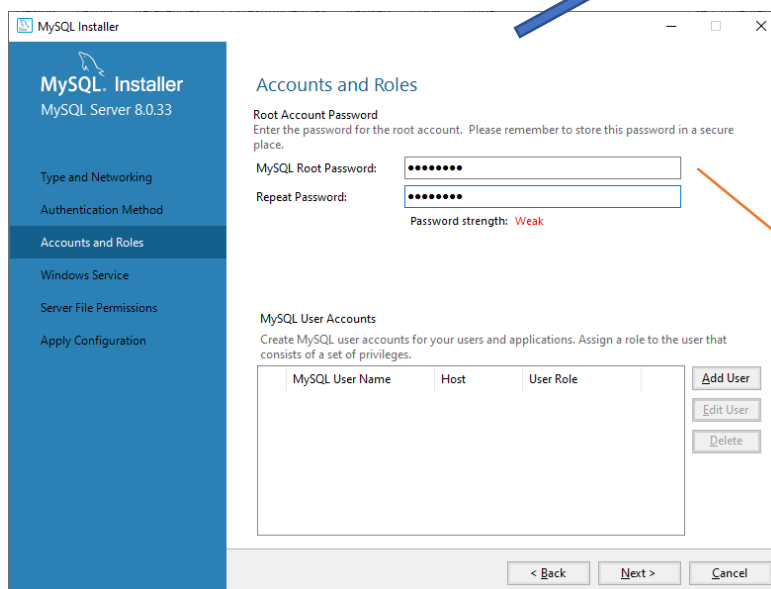 MySQL Installer
MySQL. Installer
MySQL Server 8.0.33
Type and Networking
Authentication Method
Accounts and Roles
Windows Service
Server File Permissions
Apply Configuration
Accounts and Roles
Root Account Password
Enter the password for the root account. Please remember to store this password in a secure
place.
MySQL Root Password: ●●●●●●●●
Repeat Password: ●●●●●●●●
Password strength: Weak
MySQL User Accounts
Create MySQL user accounts for your users and applications. Assign a role to the user that
consists of a set of privileges.
MySQL User Name Host User Role
Add User
Edit User
Delete
< Back Next > Cancel